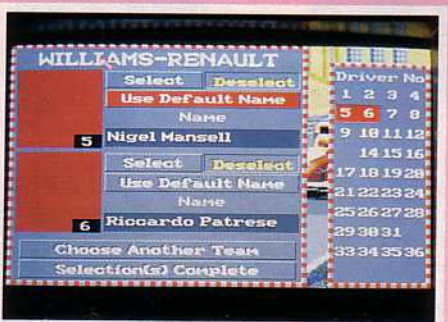 WILLIAMS-RENAULT
Select Deselect
Use Default Name
Name
5 Nigel Mansell
Select Deselect
Use Default Name
Name
6 Riccardo Patrese
Choose Another Team
Selection(s) Complete
Driver No
1 2 3 4
5 6 7 8
9 10 11 12
14 15 16
17 18 19 20
21 22 23 24
25 26 27 28
29 30 31
33 34 35 36